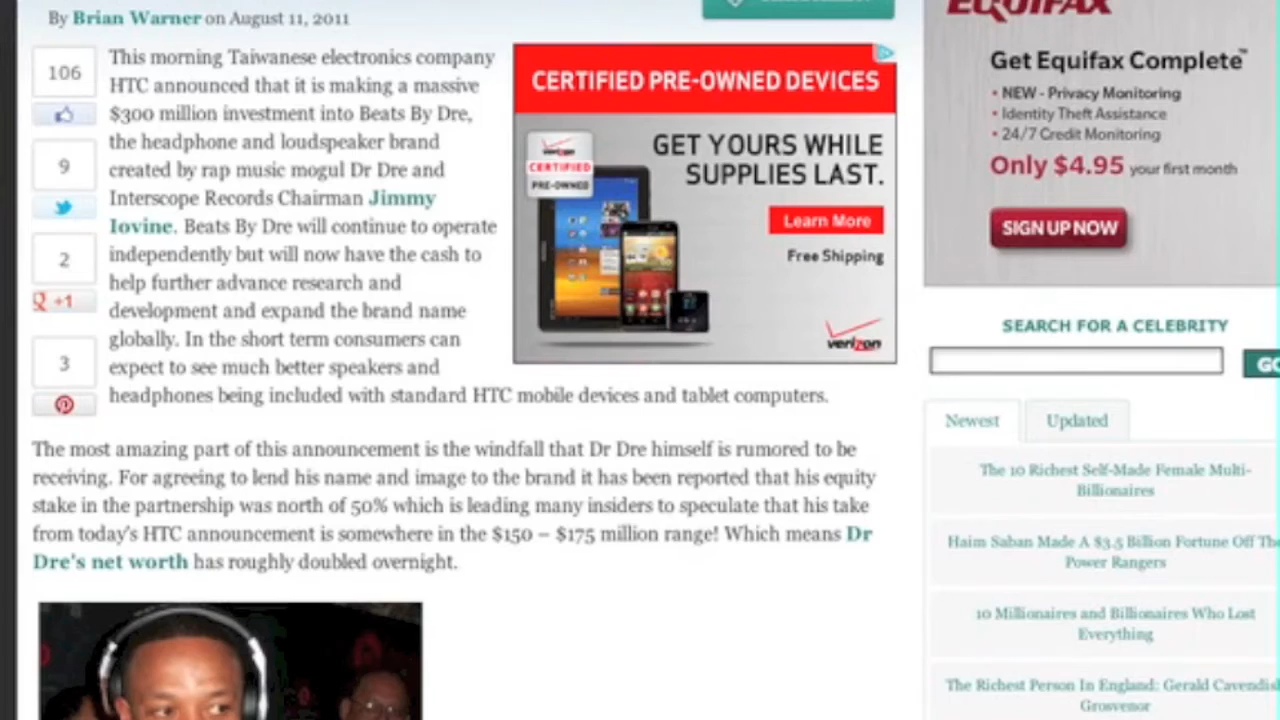 By Brian Warner on August 11, 2011
106
9
2
+1
3
This morning Taiwanese electronics company
HTC announced that it is making a massive
$300 million investment into Beats By Dre,
the headphone and loudspeaker brand
created by rap music mogul Dr Dre and
Interscope Records Chairman Jimmy
Iovine. Beats By Dre will continue to operate
independently but will now have the cash to
help further advance research and
development and expand the brand name
globally. In the short term consumers can
expect to see much better speakers and
headphones being included with standard HTC mobile devices and tablet computers.
The most amazing part of this announcement is the windfall that Dr Dre himself is rumored to be
receiving. For agreeing to lend his name and image to the brand it has been reported that his equity
stake in the partnership was north of 50% which is leading many insiders to speculate that his take
from today's HTC announcement is somewhere in the $150 – $175 million range! Which means Dr
Dre's net worth has roughly doubled overnight.
CERTIFIED PRE-OWNED DEVICES
verizon
CERTIFIED
PRE-OWNED
GET YOURS WHILE
SUPPLIES LAST.
Learn More
Free Shipping
verizon
EQUIFAX
Get Equifax Complete™
• NEW - Privacy Monitoring
• Identity Theft Assistance
• 24/7 Credit Monitoring
Only $4.95 your first month
SIGN UP NOW
SEARCH FOR A CELEBRITY
GO
Newest
Updated
The 10 Richest Self-Made Female Multi-
Billionaires
Haim Saban Made A $3.5 Billion Fortune Off The
Power Rangers
10 Millionaires and Billionaires Who Lost
Everything
The Richest Person In England: Gerald Cavendish
Grosvenor